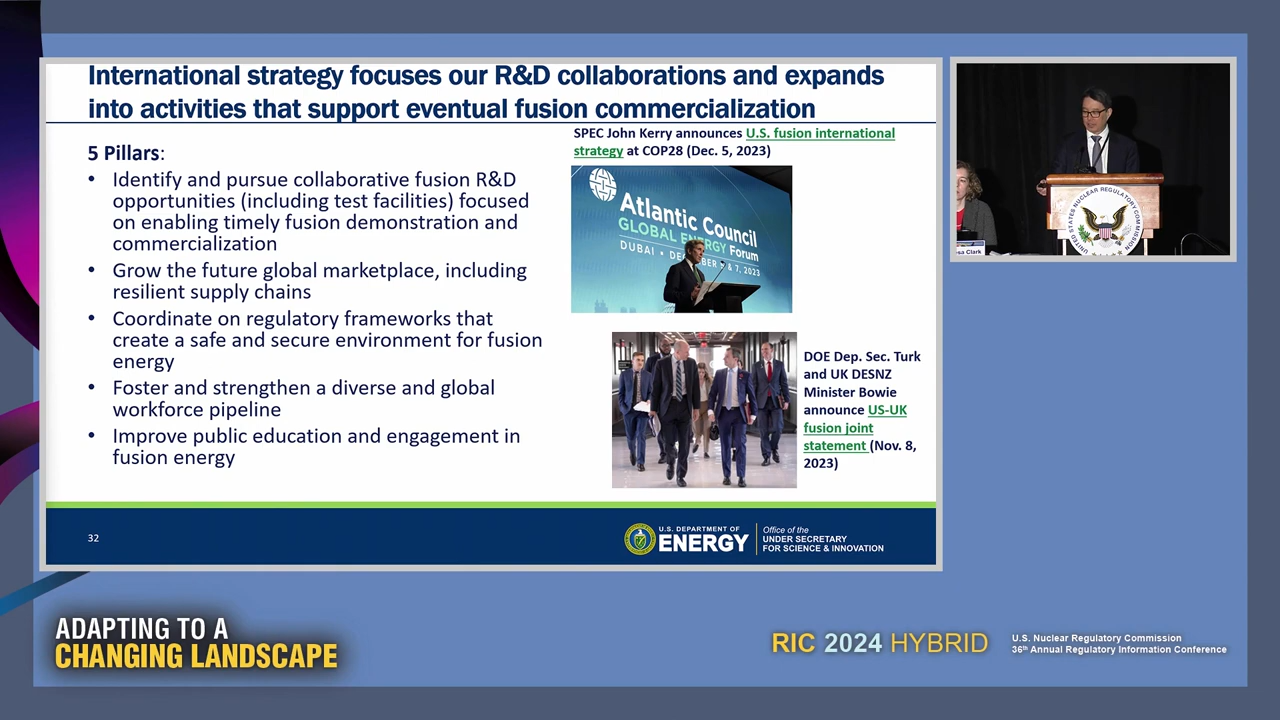 International strategy focuses our R&D collaborations and expands
into activities that support eventual fusion commercialization
5 Pillars:
• Identify and pursue collaborative fusion R&D
opportunities (including test facilities) focused
on enabling timely fusion demonstration and
commercialization
• Grow the future global marketplace, including
resilient supply chains
• Coordinate on regulatory frameworks that
create a safe and secure environment for fusion
energy
• Foster and strengthen a diverse and global
workforce pipeline
• Improve public education and engagement in
fusion energy
SPEC John Kerry announces U.S. fusion international
strategy at COP28 (Dec. 5, 2023)
Atlantic Council
GLOBAL ENERGY Forum
DUBAI • & 7, 2023
DOE Dep. Sec. Turk
and UK DESNZ
Minister Bowie
announce US-UK
fusion joint
statement (Nov. 8,
2023)
32
U.S. DEPARTMENT OF
ENERGY
Office of the
UNDER SECRETARY
FOR SCIENCE & INNOVATION
UNITED STATES NUCLEAR REGULATORY COMMISSION
Clark
ADAPTING TO A
CHANGING LANDSCAPE
RIC 2024 HYBRID
U.S. Nuclear Regulatory Commission
36th Annual Regulatory Information Conference